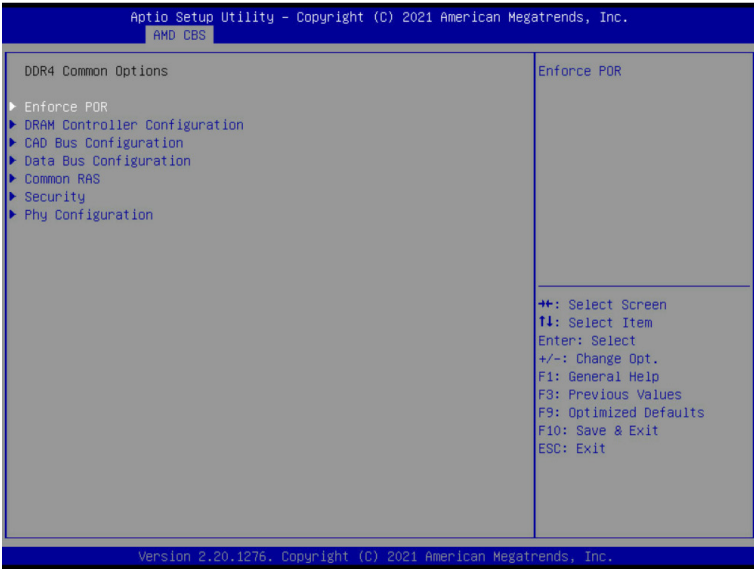 Aptio Setup Utility – Copyright (C) 2021 American Megatrends, Inc.
AMD CBS
DDR4 Common Options
Enforce POR
DRAM Controller Configuration
CAD Bus Configuration
Data Bus Configuration
Common RAS
Security
Phy Configuration
Enforce POR
→←: Select Screen
↑↓: Select Item
Enter: Select
+/-: Change Opt.
F1: General Help
F3: Previous Values
F9: Optimized Defaults
F10: Save & Exit
ESC: Exit
Version 2.20.1276. Copyright (C) 2021 American Megatrends, Inc.